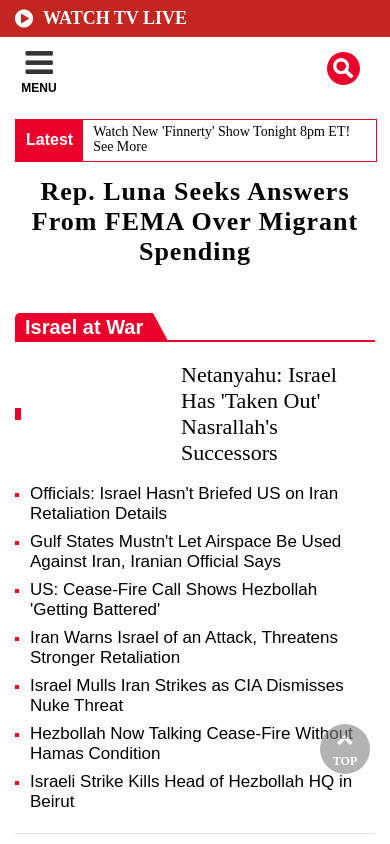 WATCH TV LIVE
MENU
Latest
Watch New 'Finnerty' Show Tonight 8pm ET!
See More
Rep. Luna Seeks Answers
From FEMA Over Migrant
Spending
Israel at War
Netanyahu: Israel
Has 'Taken Out'
Nasrallah's
Successors
Officials: Israel Hasn't Briefed US on Iran
Retaliation Details
Gulf States Mustn't Let Airspace Be Used
Against Iran, Iranian Official Says
US: Cease-Fire Call Shows Hezbollah
'Getting Battered'
Iran Warns Israel of an Attack, Threatens
Stronger Retaliation
Israel Mulls Iran Strikes as CIA Dismisses
Nuke Threat
Hezbollah Now Talking Cease-Fire Without
Hamas Condition
TOP
Israeli Strike Kills Head of Hezbollah HQ in
Beirut